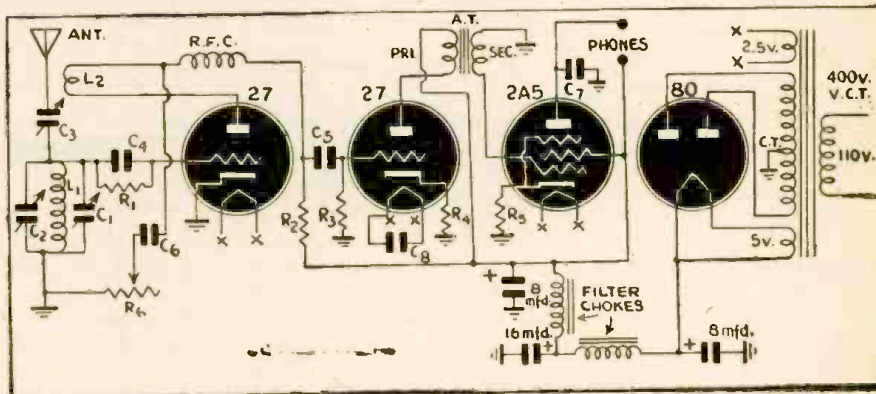 ANT.
R.F.C.
A.T.
PRI.
SEC.
PHONES
L2
27
27
2A5
C7
80
X
2.5v.
X
400v.
V.C.T.
C.T.
110v.
C3
C4
C5
L1
R1
C2
C1
C6
R2
R3
X X
C8
R4
R5
X X
X X
5v.
R6
+
8
mfd.
FILTER
CHOKES
16 mfd.
+
+
8 mfd.